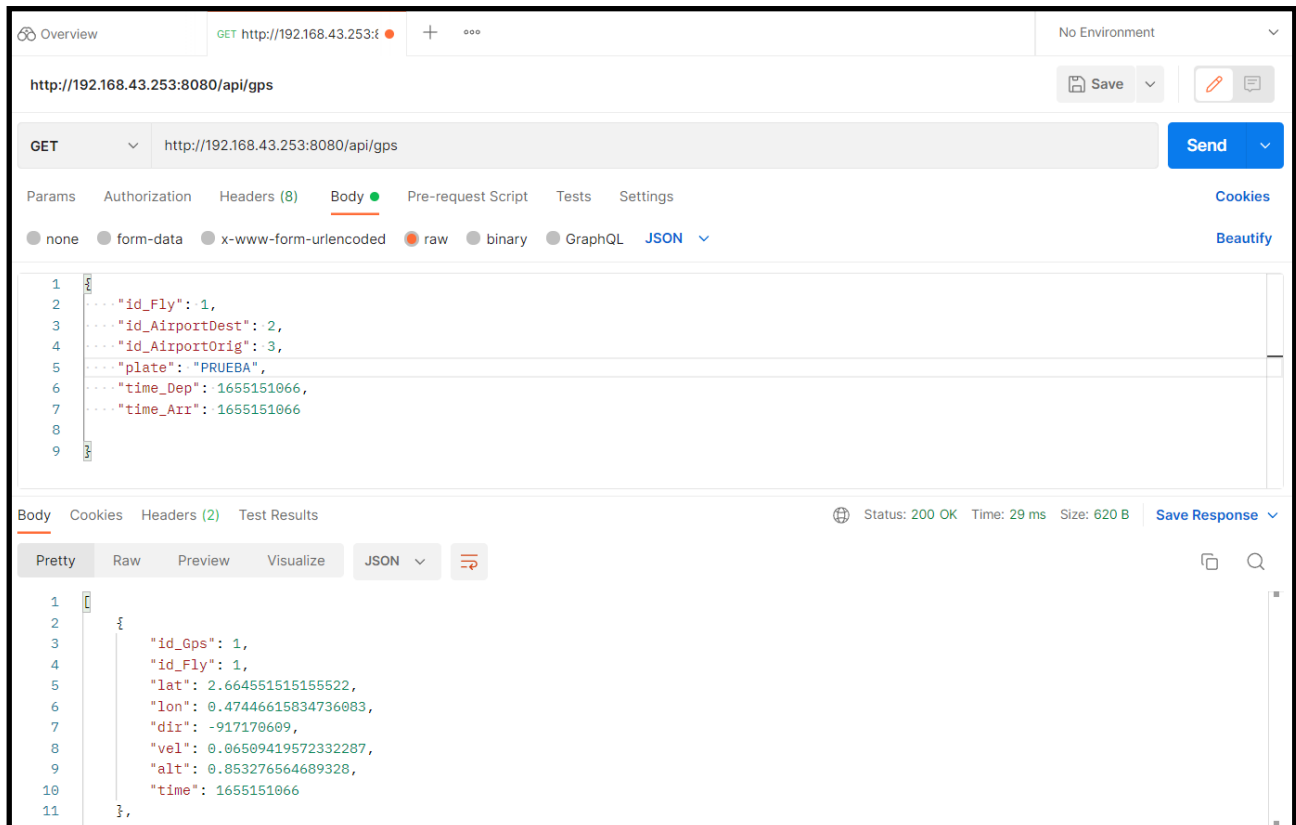 Overview GET http://192.168.43.253:8 No Environment
http://192.168.43.253:8080/api/gps Save
GET http://192.168.43.253:8080/api/gps Send
Params Authorization Headers (8) Body Pre-request Script Tests Settings Cookies
none form-data x-www-form-urlencoded raw binary GraphQL JSON Beautify
1 {
2 "id_Fly": 1,
3 "id_AirportDest": 2,
4 "id_AirportOrig": 3,
5 "plate": "PRUEBA",
6 "time_Dep": 1655151066,
7 "time_Arr": 1655151066
8
9 }
Body Cookies Headers (2) Test Results Status: 200 OK Time: 29 ms Size: 620 B Save Response
Pretty Raw Preview Visualize JSON
1 [
2 {
3 "id_Gps": 1,
4 "id_Fly": 1,
5 "lat": 2.664551515155522,
6 "lon": 0.47446615834736083,
7 "dir": -917170609,
8 "vel": 0.06509419572332287,
9 "alt": 0.853276564689328,
10 "time": 1655151066
11 },